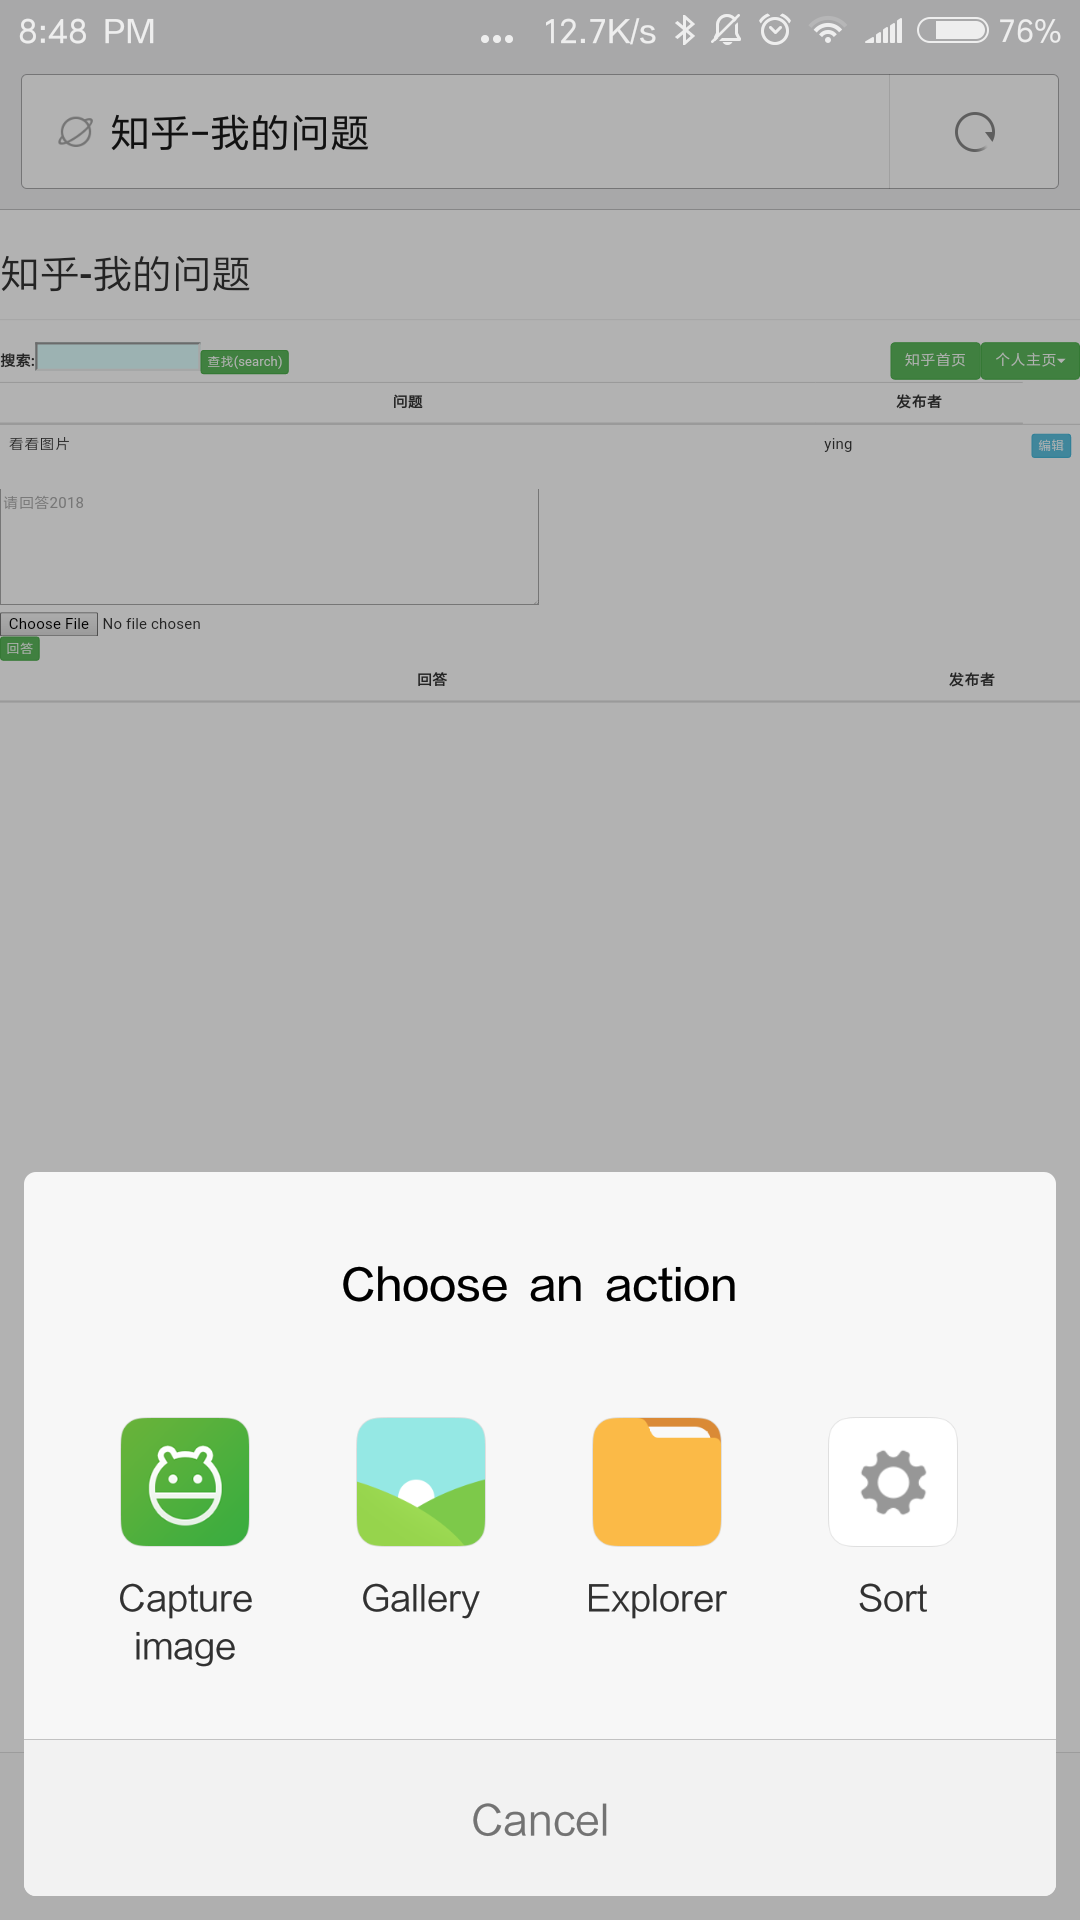 8:48 PM ... 12.7K/s 76%
知乎-我的问题
知乎-我的问题
搜索: 查找(search) 知乎首页 个人主页
问题 发布者
看看图片 ying 编辑
请回答2018
Choose File No file chosen
回答
回答 发布者
Choose an action
Capture image
Gallery
Explorer
Sort
Cancel